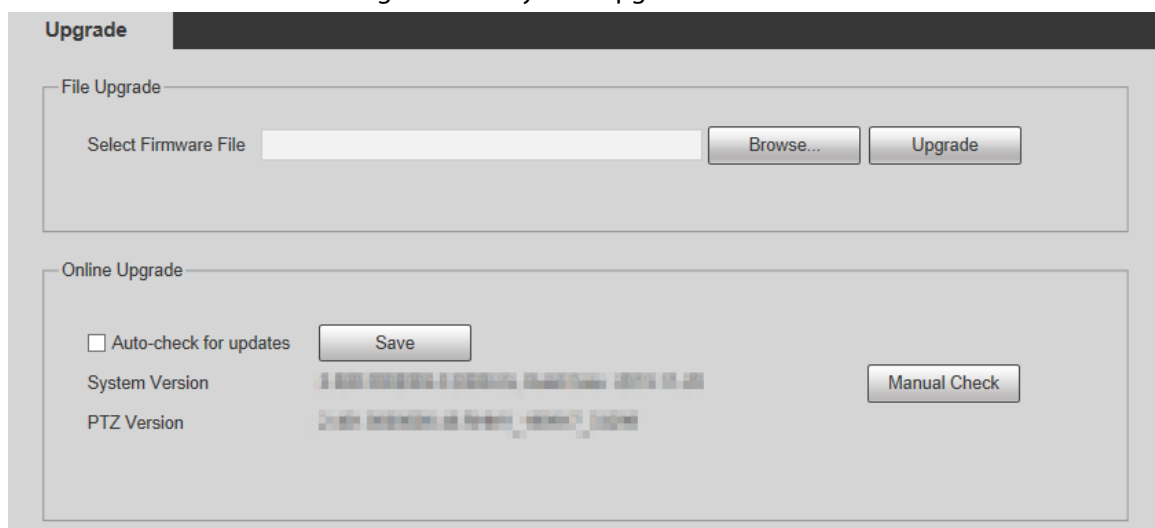 Upgrade
File Upgrade
Select Firmware File Browse... Upgrade
Online Upgrade
Auto-check for updates Save
System Version Manual Check
PTZ Version